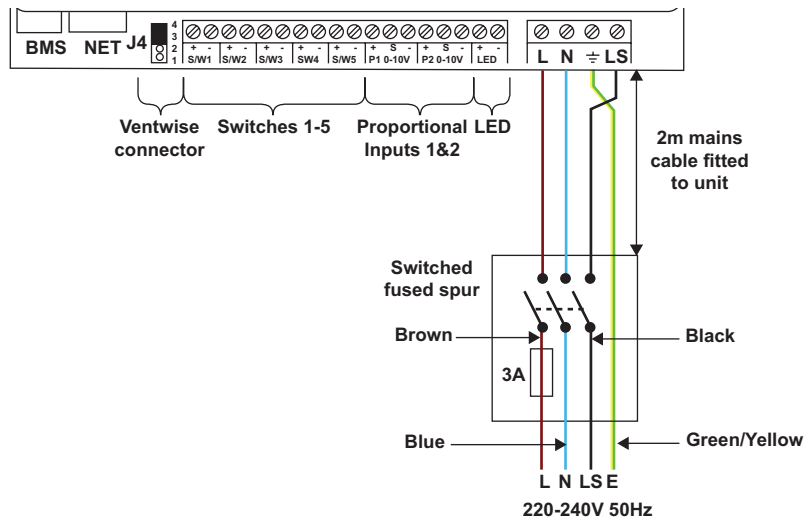 BMS NET J4
4
3
2
1
+ - + - + - + - + - + S - + S - + -
S/W1 S/W2 S/W3 SW4 S/W5 P1 0-10V P2 0-10V LED
L N LS
Ventwise
connector
Switches 1-5
Proportional
Inputs 1&2
LED
2m mains
cable fitted
to unit
Switched
fused spur
Brown
Black
3A
Blue
Green/Yellow
L N LS E
220-240V 50Hz